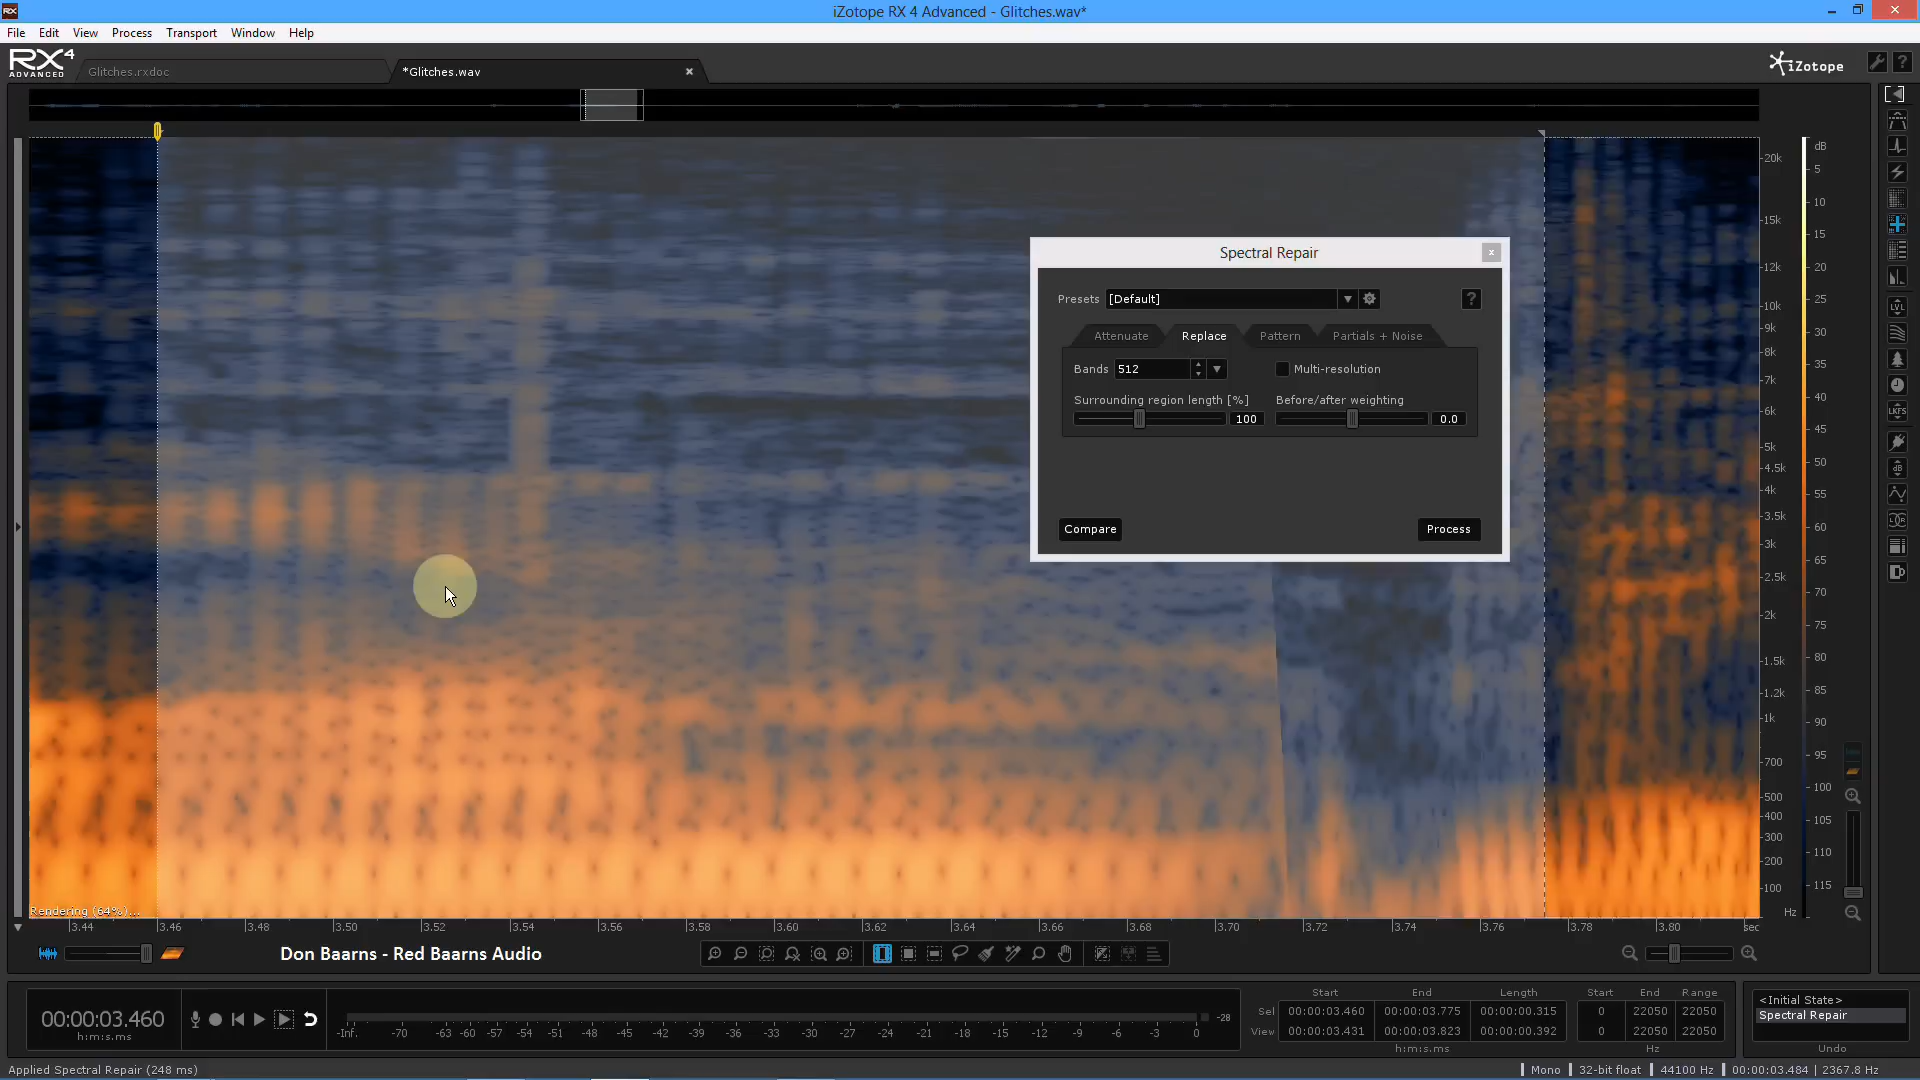 iZotope RX 4 Advanced - Glitches.wav*
File Edit View Process Transport Window Help
RX 4 ADVANCED
Glitches.rxdoc
*Glitches.wav
iZotope
Spectral Repair
Presets [Default]
Attenuate Replace Pattern Partials + Noise
Bands 512 Multi-resolution
Surrounding region length [%] Before/after weighting
100 0.0
Compare Process
20k
15k
12k
10k
9k
8k
7k
6k
5k
4.5k
4k
3.5k
3k
2.5k
2k
1.5k
1.2k
1k
700
500
400
300
200
100
Hz
dB
5
10
15
20
25
30
35
40
45
50
55
60
65
70
75
80
85
90
95
100
105
110
115
Rendering (64%)...
3.44 3.46 3.48 3.50 3.52 3.54 3.56 3.58 3.60 3.62 3.64 3.66 3.68 3.70 3.72 3.74 3.76 3.78 3.80 sec
Don Baarns - Red Baarns Audio
00:00:03.460
h:m:s.ms
-Inf. -70 -63 -60 -57 -54 -51 -48 -45 -42 -39 -36 -33 -30 -27 -24 -21 -18 -15 -12 -9 -6 -3 0
-28
Start End Length Start End Range
Sel 00:00:03.460 00:00:03.775 00:00:00.315 0 22050 22050
View 00:00:03.431 00:00:03.823 00:00:00.392 0 22050 22050
h:m:s.ms Hz
<Initial State>
Spectral Repair
Undo
Applied Spectral Repair (248 ms)
Mono 32-bit float 44100 Hz 00:00:03.484 | 2367.8 Hz
LVL
LKFS
dB